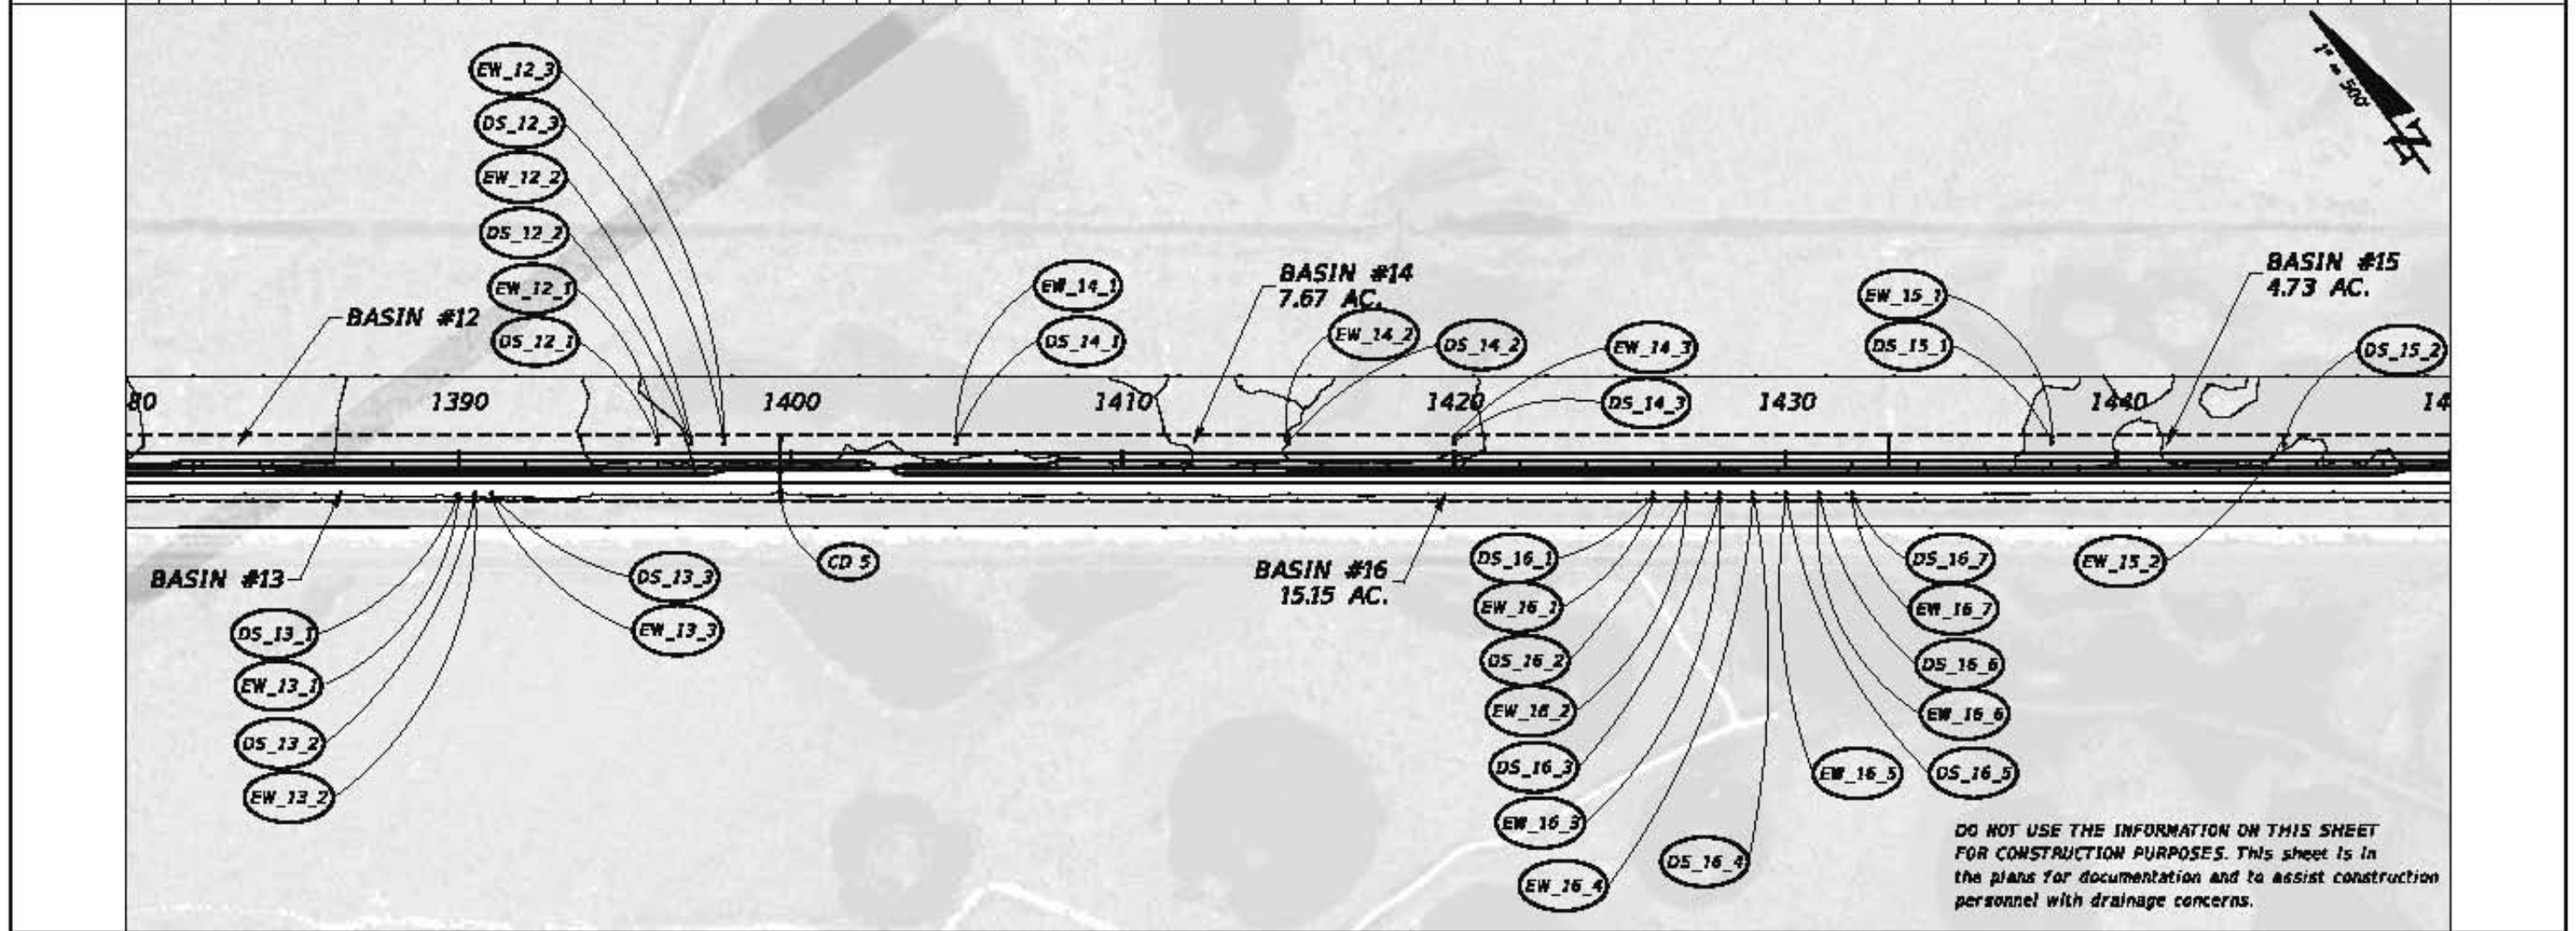 EW_12_3
DS_12_3
EW_12_2
DS_12_2
EW_12_1
DS_12_1
BASIN #12
EW_14_1
DS_14_1
BASIN #14
7.67 AC.
EW_14_2
DS_14_2
EW_14_3
DS_14_3
EW_15_1
DS_15_1
BASIN #15
4.73 AC.
DS_15_2
1" = 500'
N
80 1390 1400 1410 1420 1430 1440 14
BASIN #13
DS_13_1
EW_13_1
DS_13_2
EW_13_2
DS_13_3
EW_13_3
CD 5
BASIN #16
15.15 AC.
DS_16_1
EW_16_1
DS_16_2
EW_16_2
DS_16_3
EW_16_3
EW_16_4
DS_16_4
EW_16_5
DS_16_5
DS_16_7
EW_16_7
DS_16_6
EW_16_6
EW_15_2
DO NOT USE THE INFORMATION ON THIS SHEET
FOR CONSTRUCTION PURPOSES. This sheet is in
the plans for documentation and to assist construction
personnel with drainage concerns.